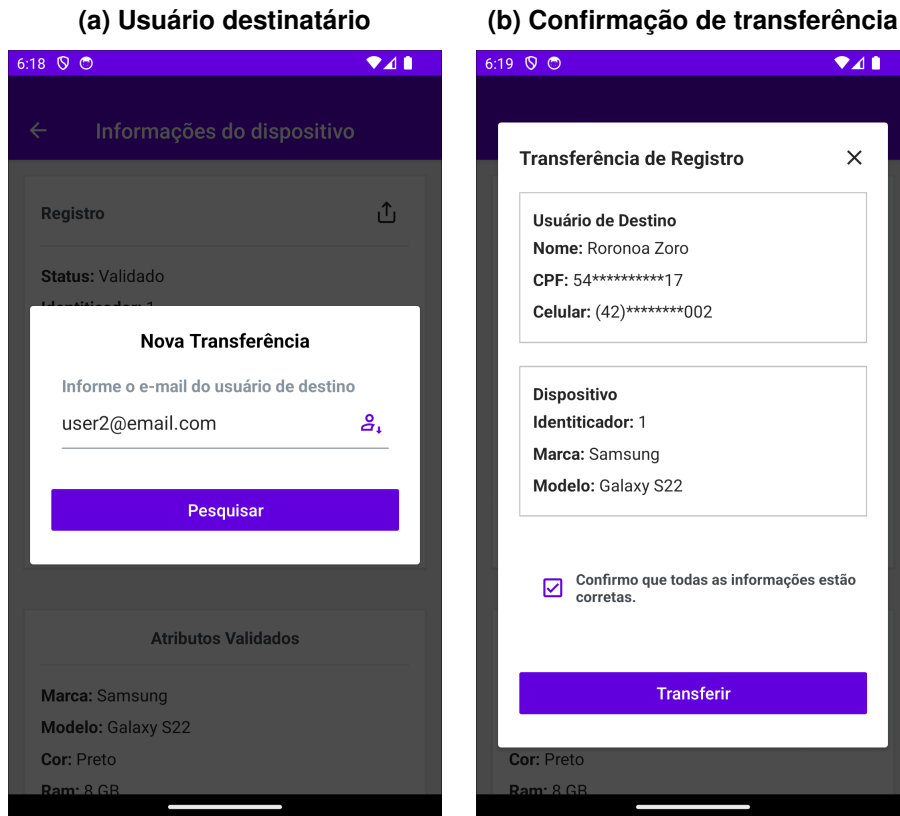 (a) Usuário destinatário
6:18
Informações do dispositivo
Registro
Status: Validado
Identiticador: 1
Nova Transferência
Informe o e-mail do usuário de destino
user2@email.com
Pesquisar
Atributos Validados
Marca: Samsung
Modelo: Galaxy S22
Cor: Preto
Ram: 8 GB
(b) Confirmação de transferência
6:19
Transferência de Registro
Usuário de Destino
Nome: Roronoa Zoro
CPF: 54**********17
Celular: (42)********002
Dispositivo
Identiticador: 1
Marca: Samsung
Modelo: Galaxy S22
Confirmo que todas as informações estão
corretas.
Transferir
Cor: Preto
Ram: 8 GB